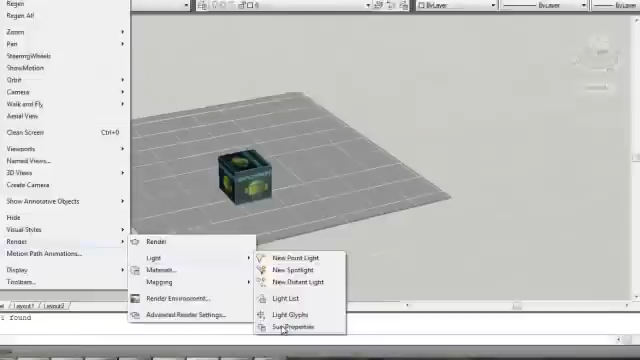 Regen
Regen All
Zoom
Pan
SteeringWheels
ShowMotion
Orbit
Camera
Walk and Fly
Aerial View
Clean Screen Ctrl+0
Viewports
Named Views...
3D Views
Create Camera
Show Annotative Objects
Hide
Visual Styles
Render
Motion Path Animations...
Display
Toolbars...
Render
Light
Materials...
Mapping
Render Environment...
Advanced Render Settings...
New Point Light
New Spotlight
New Distant Light
Light List
Light Glyphs
Sun Properties
0
ByLayer
ByLayer
ByLayer
Layout1
Layout2
1 found